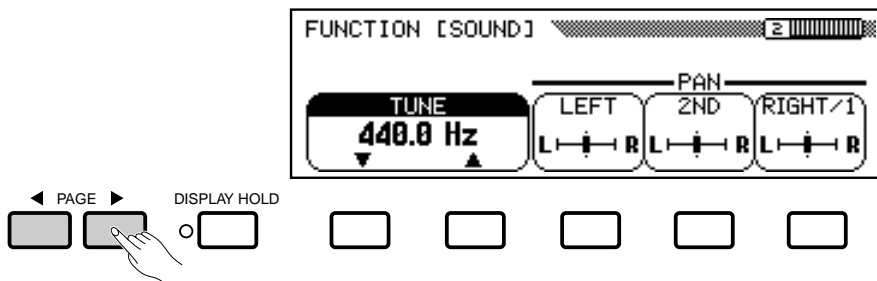 FUNCTION [SOUND] 2
PAN
TUNE LEFT 2ND RIGHT/1
440.0 Hz L R L R L R
PAGE DISPLAY HOLD